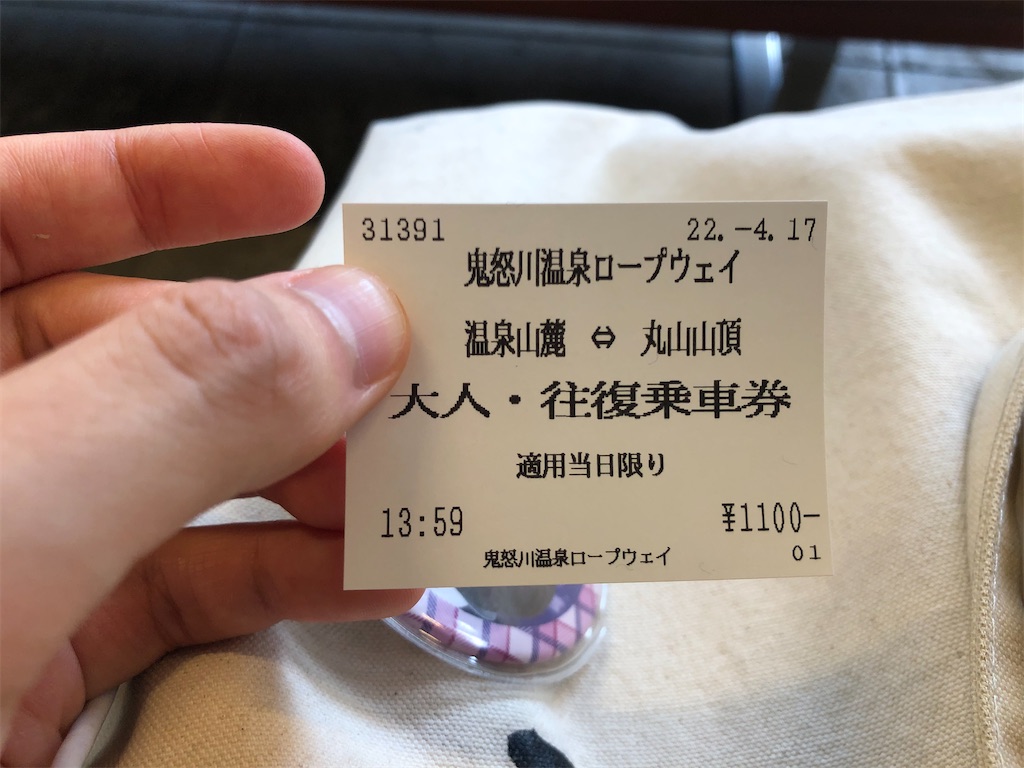 31391 22.-4.17
鬼怒川温泉ロープウェイ
温泉山麓 ⇔ 丸山山頂
大人・往復乗車券
適用当日限り
13:59 ¥1100-
鬼怒川温泉ロープウェイ 01